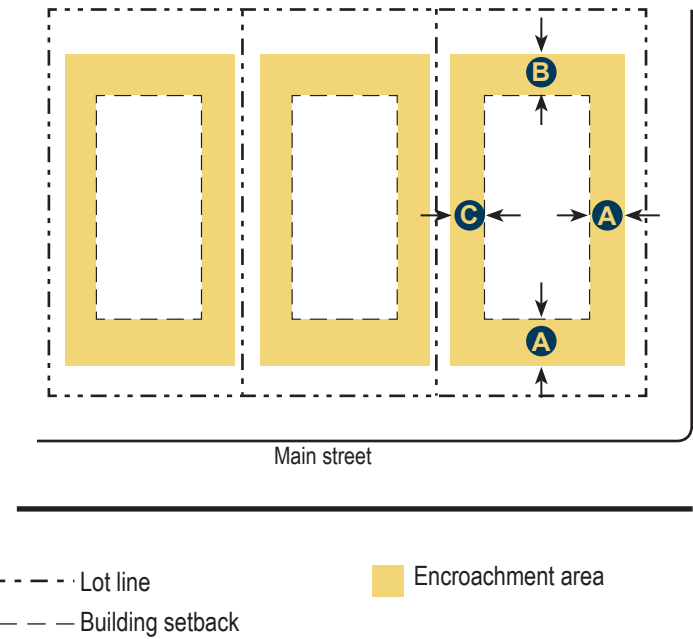 B
C A
A
Main street
Lot line
Encroachment area
Building setback